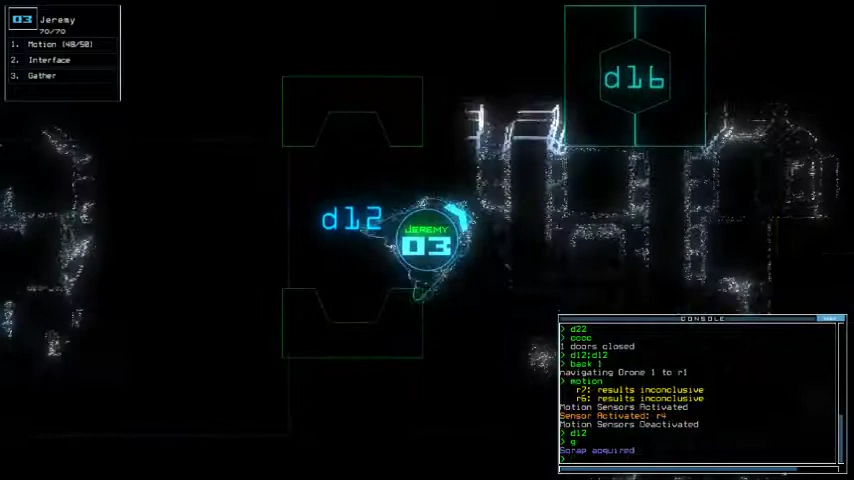 03 Jeremy
70/70
1. Motion (48/50)
2. Interface
3. Gather
d16
d12
JEREMY
03
CONSOLE
> d22
> cccc
1 doors closed
> d12;d12
> back 1
navigating Drone 1 to r1
> motion
r7: results inconclusive
r6: results inconclusive
Motion Sensors Activated
Sensor Activated: r4
Motion Sensors Deactivated
> d12
> g
Scrap acquired
>